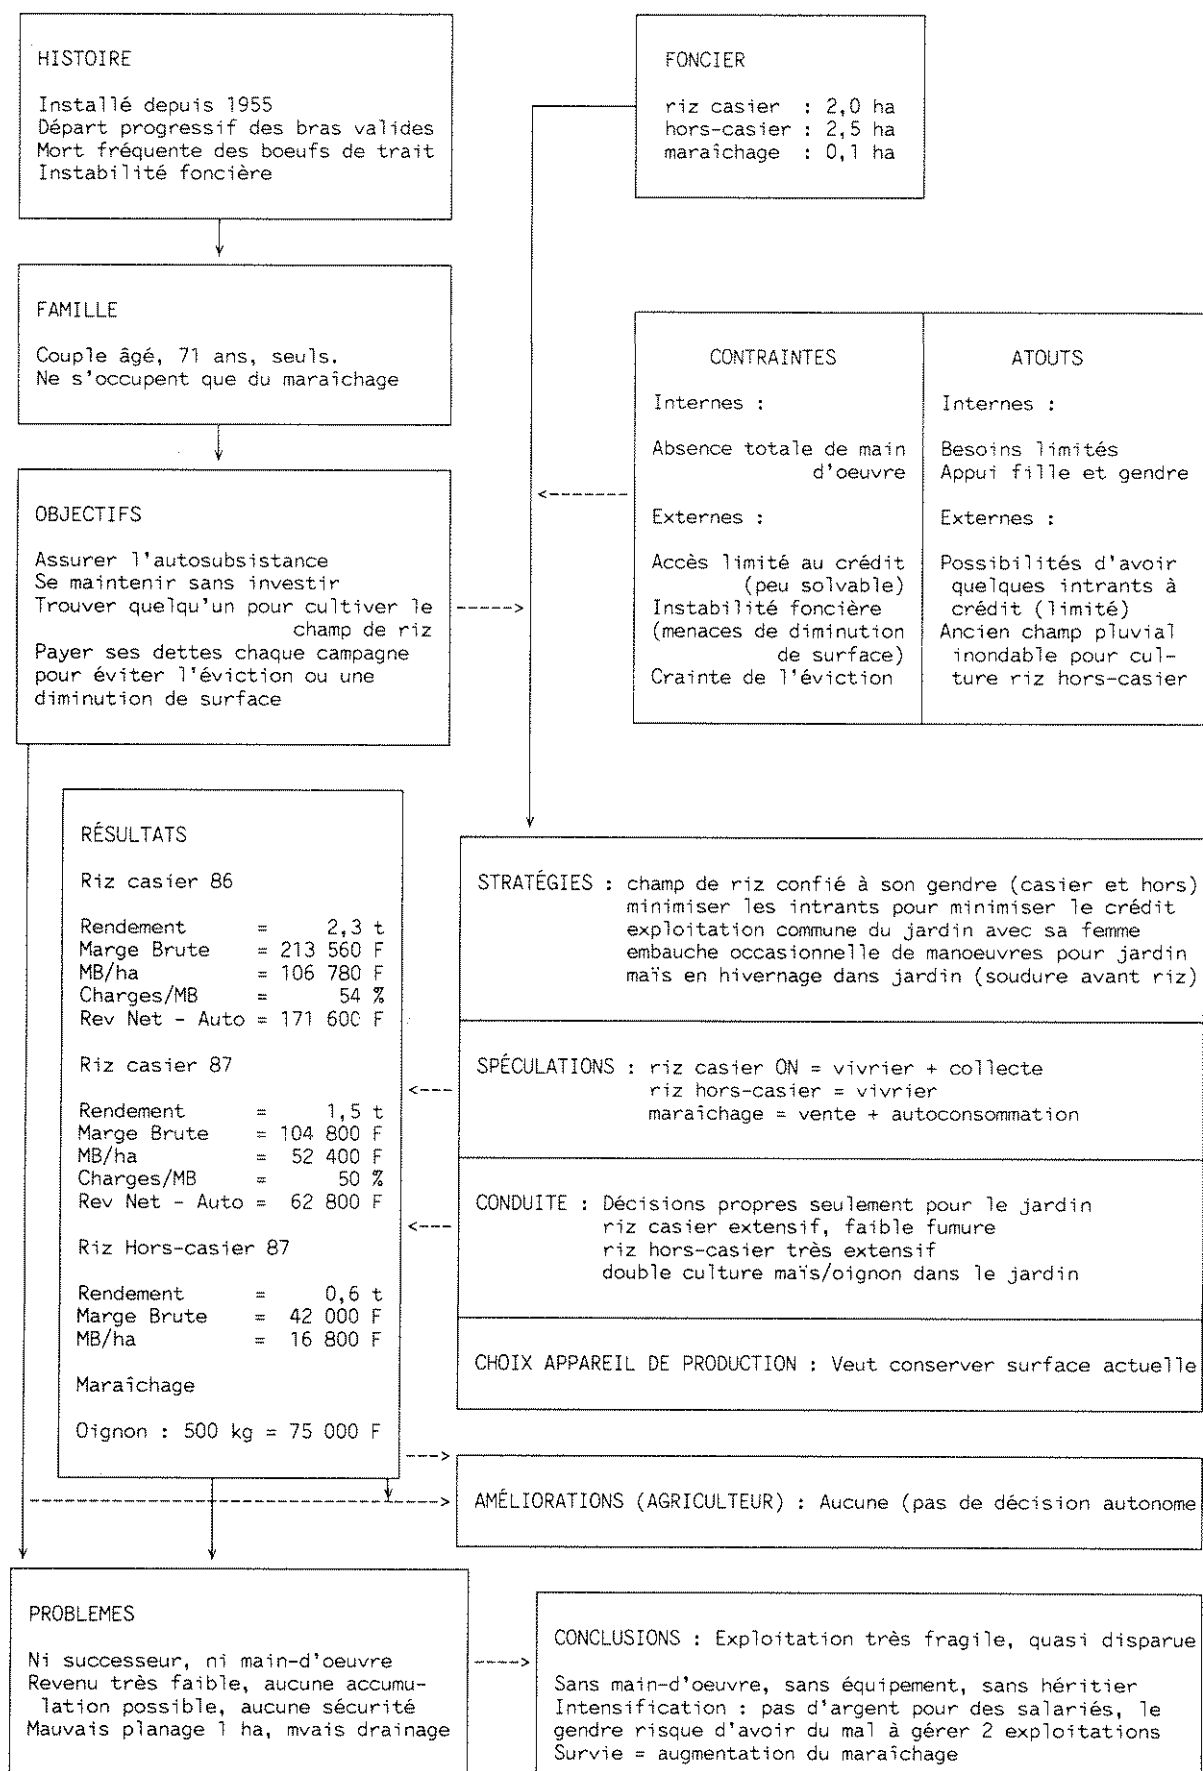 HISTOIRE
Installé depuis 1955
Départ progressif des bras valides
Mort fréquente des boeufs de trait
Instabilité foncière
FONCIER
riz casier : 2,0 ha
hors-casier : 2,5 ha
maraîchage : 0,1 ha
FAMILLE
Couple âgé, 71 ans, seuls.
Ne s'occupent que du maraîchage
OBJECTIFS
Assurer l'autosubsistance
Se maintenir sans investir
Trouver quelqu'un pour cultiver le
champ de riz
Payer ses dettes chaque campagne
pour éviter l'éviction ou une
diminution de surface
CONTRAINTES
Internes :
Absence totale de main
d'oeuvre
Externes :
Accès limité au crédit
(peu solvable)
Instabilité foncière
(menaces de diminution
de surface)
Crainte de l'éviction
ATOUTS
Internes :
Besoins limités
Appui fille et gendre
Externes :
Possibilités d'avoir
quelques intrants à
crédit (limité)
Ancien champ pluvial
inondable pour cul-
ture riz hors-casier
RÉSULTATS
Riz casier 86
Rendement = 2,3 t
Marge Brute = 213 560 F
MB/ha = 106 780 F
Charges/MB = 54 %
Rev Net - Auto = 171 600 F
Riz casier 87
Rendement = 1,5 t
Marge Brute = 104 800 F
MB/ha = 52 400 F
Charges/MB = 50 %
Rev Net - Auto = 62 800 F
Riz Hors-casier 87
Rendement = 0,6 t
Marge Brute = 42 000 F
MB/ha = 16 800 F
Maraîchage
Oignon : 500 kg = 75 000 F
STRATÉGIES : champ de riz confié à son gendre (casier et hors)
minimiser les intrants pour minimiser le crédit
exploitation commune du jardin avec sa femme
embauche occasionnelle de manoeuvres pour jardin
maïs en hivernage dans jardin (soudure avant riz)
SPÉCULATIONS : riz casier ON = vivrier + collecte
riz hors-casier = vivrier
maraîchage = vente + autoconsommation
CONDUITE : Décisions propres seulement pour le jardin
riz casier extensif, faible fumure
riz hors-casier très extensif
double culture maïs/oignon dans le jardin
CHOIX APPAREIL DE PRODUCTION : Veut conserver surface actuelle
AMÉLIORATIONS (AGRICULTEUR) : Aucune (pas de décision autonome
PROBLEMES
Ni successeur, ni main-d'oeuvre
Revenu très faible, aucune accumu-
lation possible, aucune sécurité
Mauvais planage 1 ha, mvais drainage
CONCLUSIONS : Exploitation très fragile, quasi disparue
Sans main-d'oeuvre, sans équipement, sans héritier
Intensification : pas d'argent pour des salariés, le
gendre risque d'avoir du mal à gérer 2 exploitations
Survie = augmentation du maraîchage